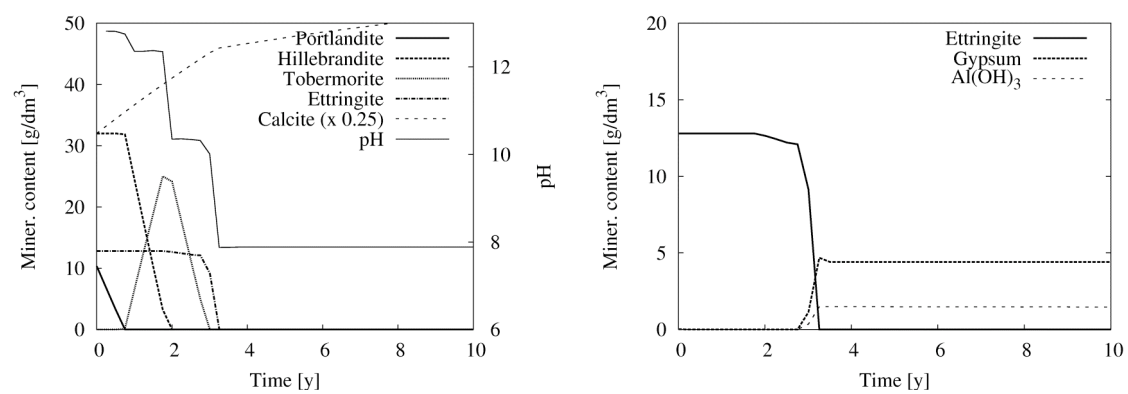 50
40
30
20
10
0
Miner. content [g/dm3]
Portlandite
Hillebrandite
Tobermorite
Ettringite
Calcite (x 0.25)
pH
12
10
8
6
pH
0 2 4 6 8 10
Time [y]
20
15
10
5
0
Miner. content [g/dm3]
Ettringite
Gypsum
Al(OH)3
0 2 4 6 8 10
Time [y]